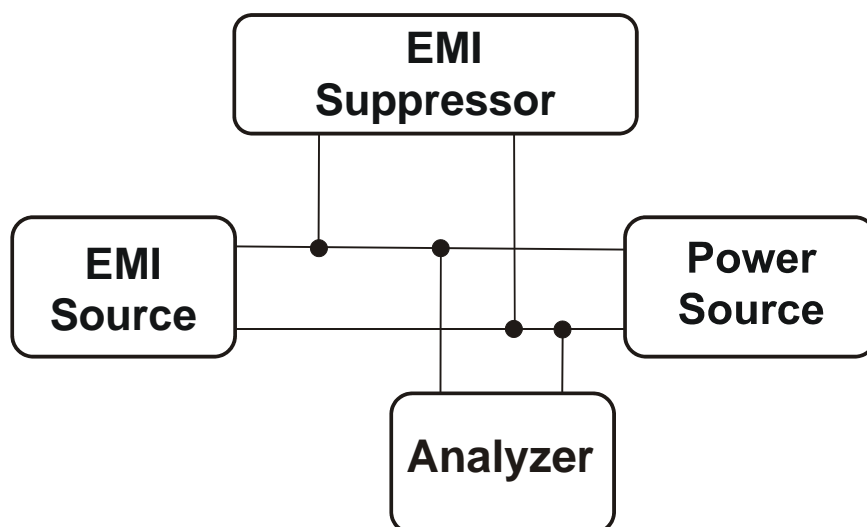 EMI
Suppressor
EMI
Source
Power
Source
Analyzer